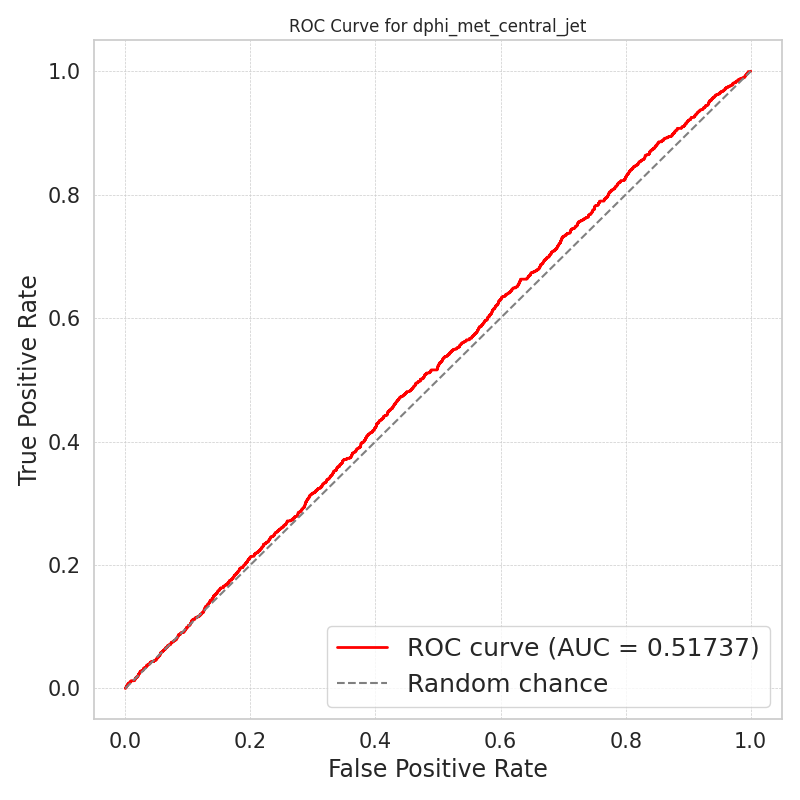 ROC Curve for dphi_met_central_jet
True Positive Rate
1.0
0.8
0.6
0.4
0.2
0.0
ROC curve (AUC = 0.51737)
Random chance
0.0 0.2 0.4 0.6 0.8 1.0
False Positive Rate